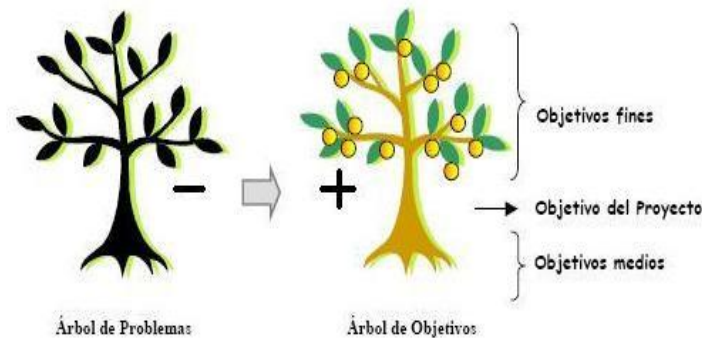 Objetivos fines
Objetivo del Proyecto
Objetivos medios
Árbol de Problemas
Árbol de Objetivos